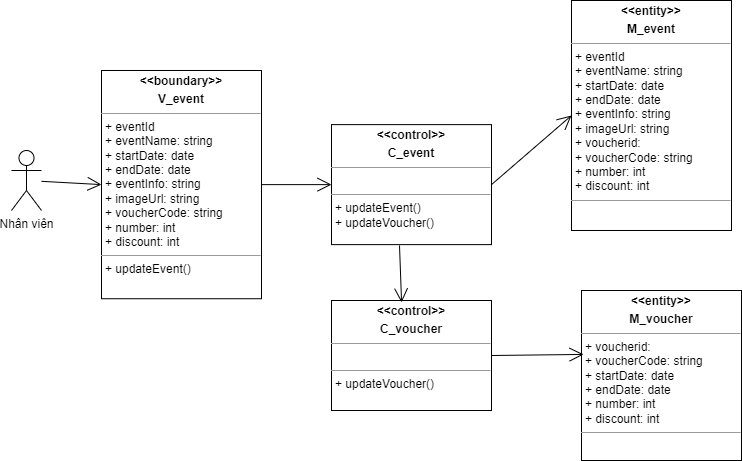 Nhân viên
<<boundary>>
V_event
+ eventId
+ eventName: string
+ startDate: date
+ endDate: date
+ eventInfo: string
+ imageUrl: string
+ voucherCode: string
+ number: int
+ discount: int
+ updateEvent()
<<control>>
C_event
+ updateEvent()
+ updateVoucher()
<<control>>
C_voucher
+ updateVoucher()
<<entity>>
M_event
+ eventId
+ eventName: string
+ startDate: date
+ endDate: date
+ eventInfo: string
+ imageUrl: string
+ voucherid:
+ voucherCode: string
+ number: int
+ discount: int
<<entity>>
M_voucher
+ voucherid:
+ voucherCode: string
+ startDate: date
+ endDate: date
+ number: int
+ discount: int